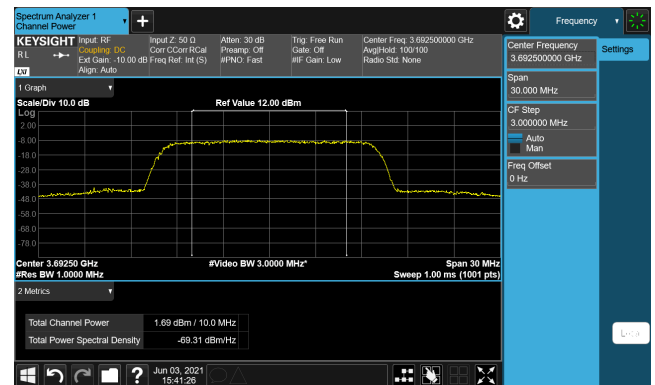 Spectrum Analyzer 1
Channel Power
Frequency
KEYSIGHT
Input: RF
Input Z: 50 Ω
Atten: 30 dB
Trig: Free Run
Center Freq: 3.692500000 GHz
R L
Coupling: DC
Corr CCorr RCal
Preamp: Off
Gate: Off
Avg|Hold: 100/100
Ext Gain: -10.00 dB
Freq Ref: Int (S)
#PNO: Fast
#IF Gain: Low
Radio Std: None
LXI
Align: Auto
Center Frequency
3.692500000 GHz
Settings
Span
30.000 MHz
CF Step
3.000000 MHz
Auto
Man
Freq Offset
0 Hz
1 Graph
Scale/Div 10.0 dB
Ref Value 12.00 dBm
Log
2.00
-8.00
-18.0
-28.0
-38.0
-48.0
-58.0
-68.0
-78.0
Center 3.69250 GHz
#Video BW 3.0000 MHz*
Span 30 MHz
#Res BW 1.0000 MHz
Sweep 1.00 ms (1001 pts)
2 Metrics
Total Channel Power
1.69 dBm / 10.0 MHz
Total Power Spectral Density
-69.31 dBm/Hz
Jun 03, 2021
15:41:26
?